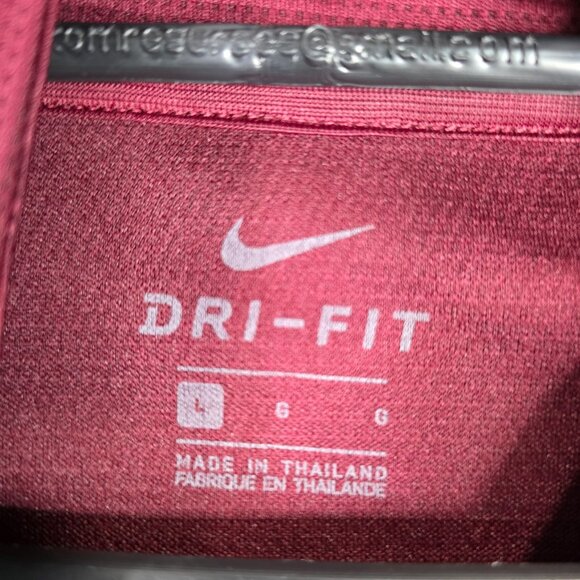 DRI-FIT
L G G
MADE IN THAILAND
FABRIQUE EN THAILANDE